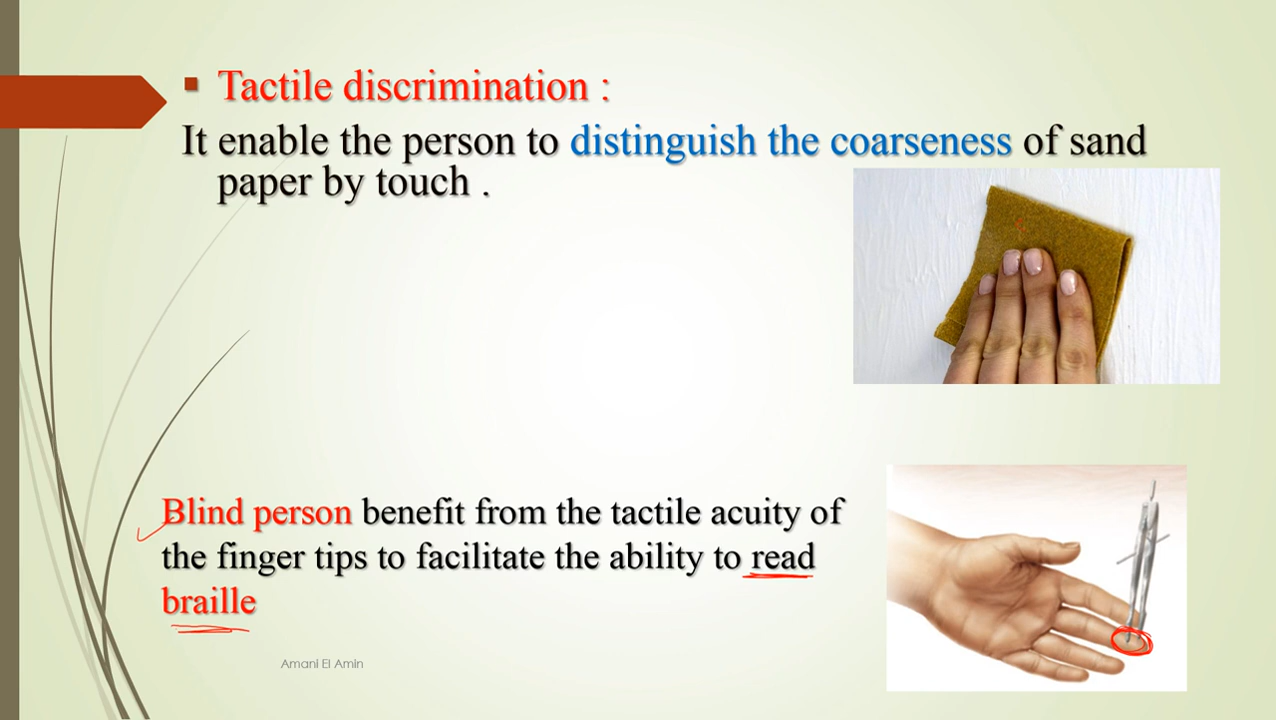 Tactile discrimination :
It enable the person to distinguish the coarseness of sand
paper by touch .
Blind person benefit from the tactile acuity of
the finger tips to facilitate the ability to read
braille
Amani El Amin